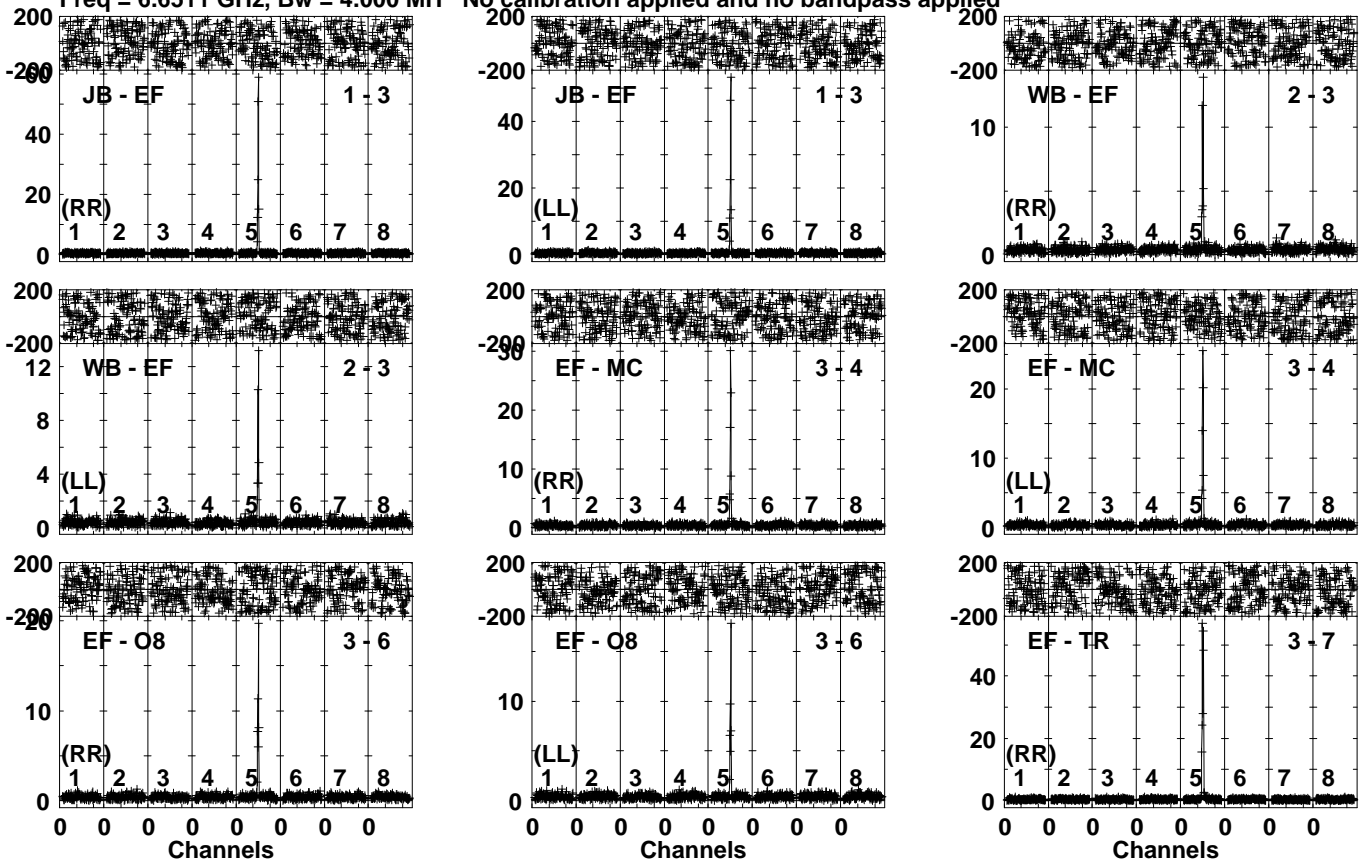 Freq = 6.6511 GHz, Bw = 4.000 MH No calibration applied and no bandpass applied
200 200 200
-200 -200 -200
60
JB - EF 1 - 3 JB - EF 1 - 3 WB - EF 2 - 3
40 40 10
20 20
(RR) (LL) (RR)
1 2 3 4 5 6 7 8 1 2 3 4 5 6 7 8 1 2 3 4 5 6 7 8
0 0 0
200 200 200
-200 -200 -200
30
12 WB - EF 2 - 3 EF - MC 3 - 4 EF - MC 3 - 4
8 20 20
4 10 10
(LL) (RR) (LL)
1 2 3 4 5 6 7 8 1 2 3 4 5 6 7 8 1 2 3 4 5 6 7 8
0 0 0
200 200 200
-200 -200 -200
20
EF - O8 3 - 6 EF - O8 3 - 6 EF - TR 3 - 7
40
10 10 20
(RR) (LL) (RR)
1 2 3 4 5 6 7 8 1 2 3 4 5 6 7 8 1 2 3 4 5 6 7 8
0 0 0
0 0 0 0 0 0 0 0 0 0 0 0 0 0 0 0 0 0 0 0 0 0 0 0
Channels Channels Channels